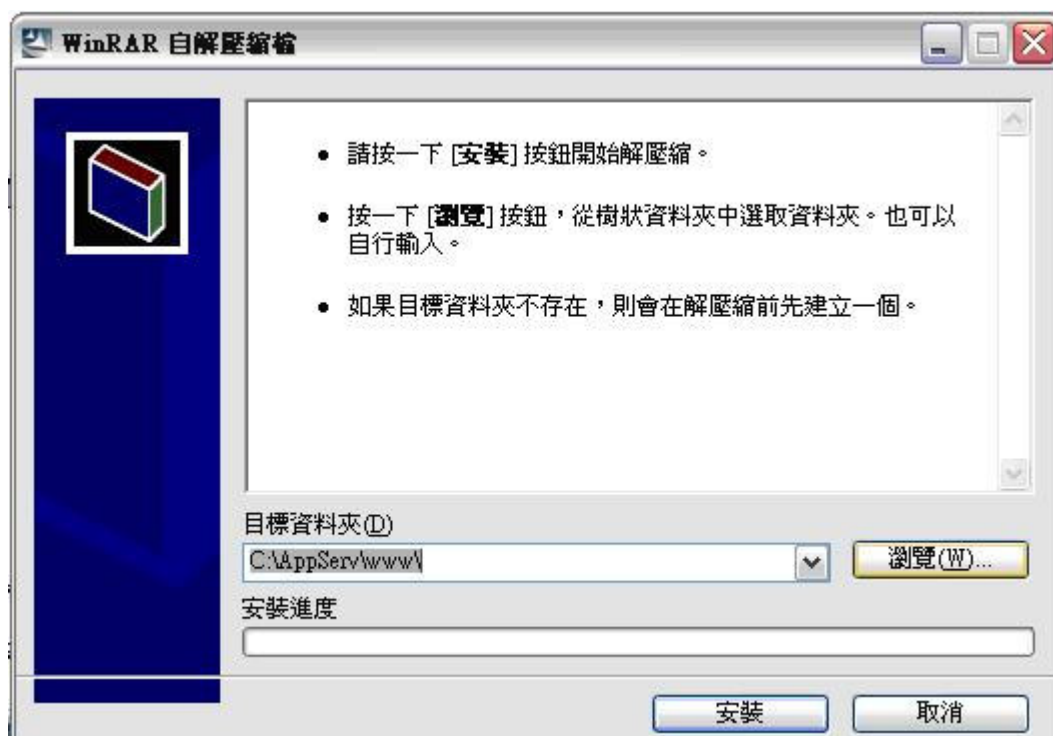 WinRAR 自解壓縮檔
• 請按一下 [安裝] 按鈕開始解壓縮。
• 按一下 [瀏覽] 按鈕，從樹狀資料夾中選取資料夾。也可以
自行輸入。
• 如果目標資料夾不存在，則會在解壓縮前先建立一個。
目標資料夾(D)
C:\AppServ\www\
瀏覽(W)...
安裝進度
安裝
取消